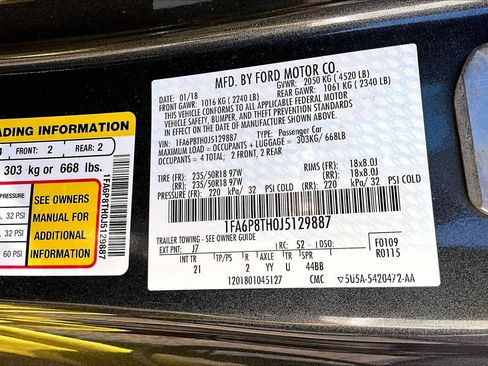 ADING INFORMATION
4 FRONT: 2 REAR: 2
303 kg or 668 lbs.
, 32 PSI
, 32 PSI
60 PSI
SEE OWNERS
MANUAL FOR
ADDITIONAL
INFORMATION
1FA6P8TH0J5129887
MFD. BY FORD MOTOR CO.
DATE: 01/18 GVWR: 2050 KG (4520 LB)
FRONT GAWR: 1016 KG (2240 LB) REAR GAWR: 1061 KG (2340 LB)
THIS VEHICLE CONFORMS TO ALL APPLICABLE FEDERAL MOTOR
VEHICLE SAFETY, BUMPER, AND THEFT PREVENTION STANDARDS
IN EFFECT ON THE DATE OF MANUFACTURE SHOWN ABOVE.
VIN: 1FA6P8TH0J5129887 TYPE: Passenger Car
MAXIMUM LOAD = OCCUPANTS + LUGGAGE = 303KG/ 668LB
OCCUPANTS = 4 TOTAL: 2 FRONT, 2 REAR
TIRE (FR): 235/50R18 97W RIMS (FR): 18x8.0J
(RR): 235/50R18 97W (RR): 18x8.0J
PRESSURE(FR): 220 kPa/ 32 PSI COLD (RR): 220 kPa/ 32 PSI COLD
1FA6P8TH0J5129887
TRAILER TOWING - SEE OWNER GUIDE
EXT PNT: J7 RC: 52 DSO: F0109
R0115
INT TR TP/PS R AXLE TR SPR
21 2 YY U 44BB
12018010451​27 CMC 5U5A-5420472-AA